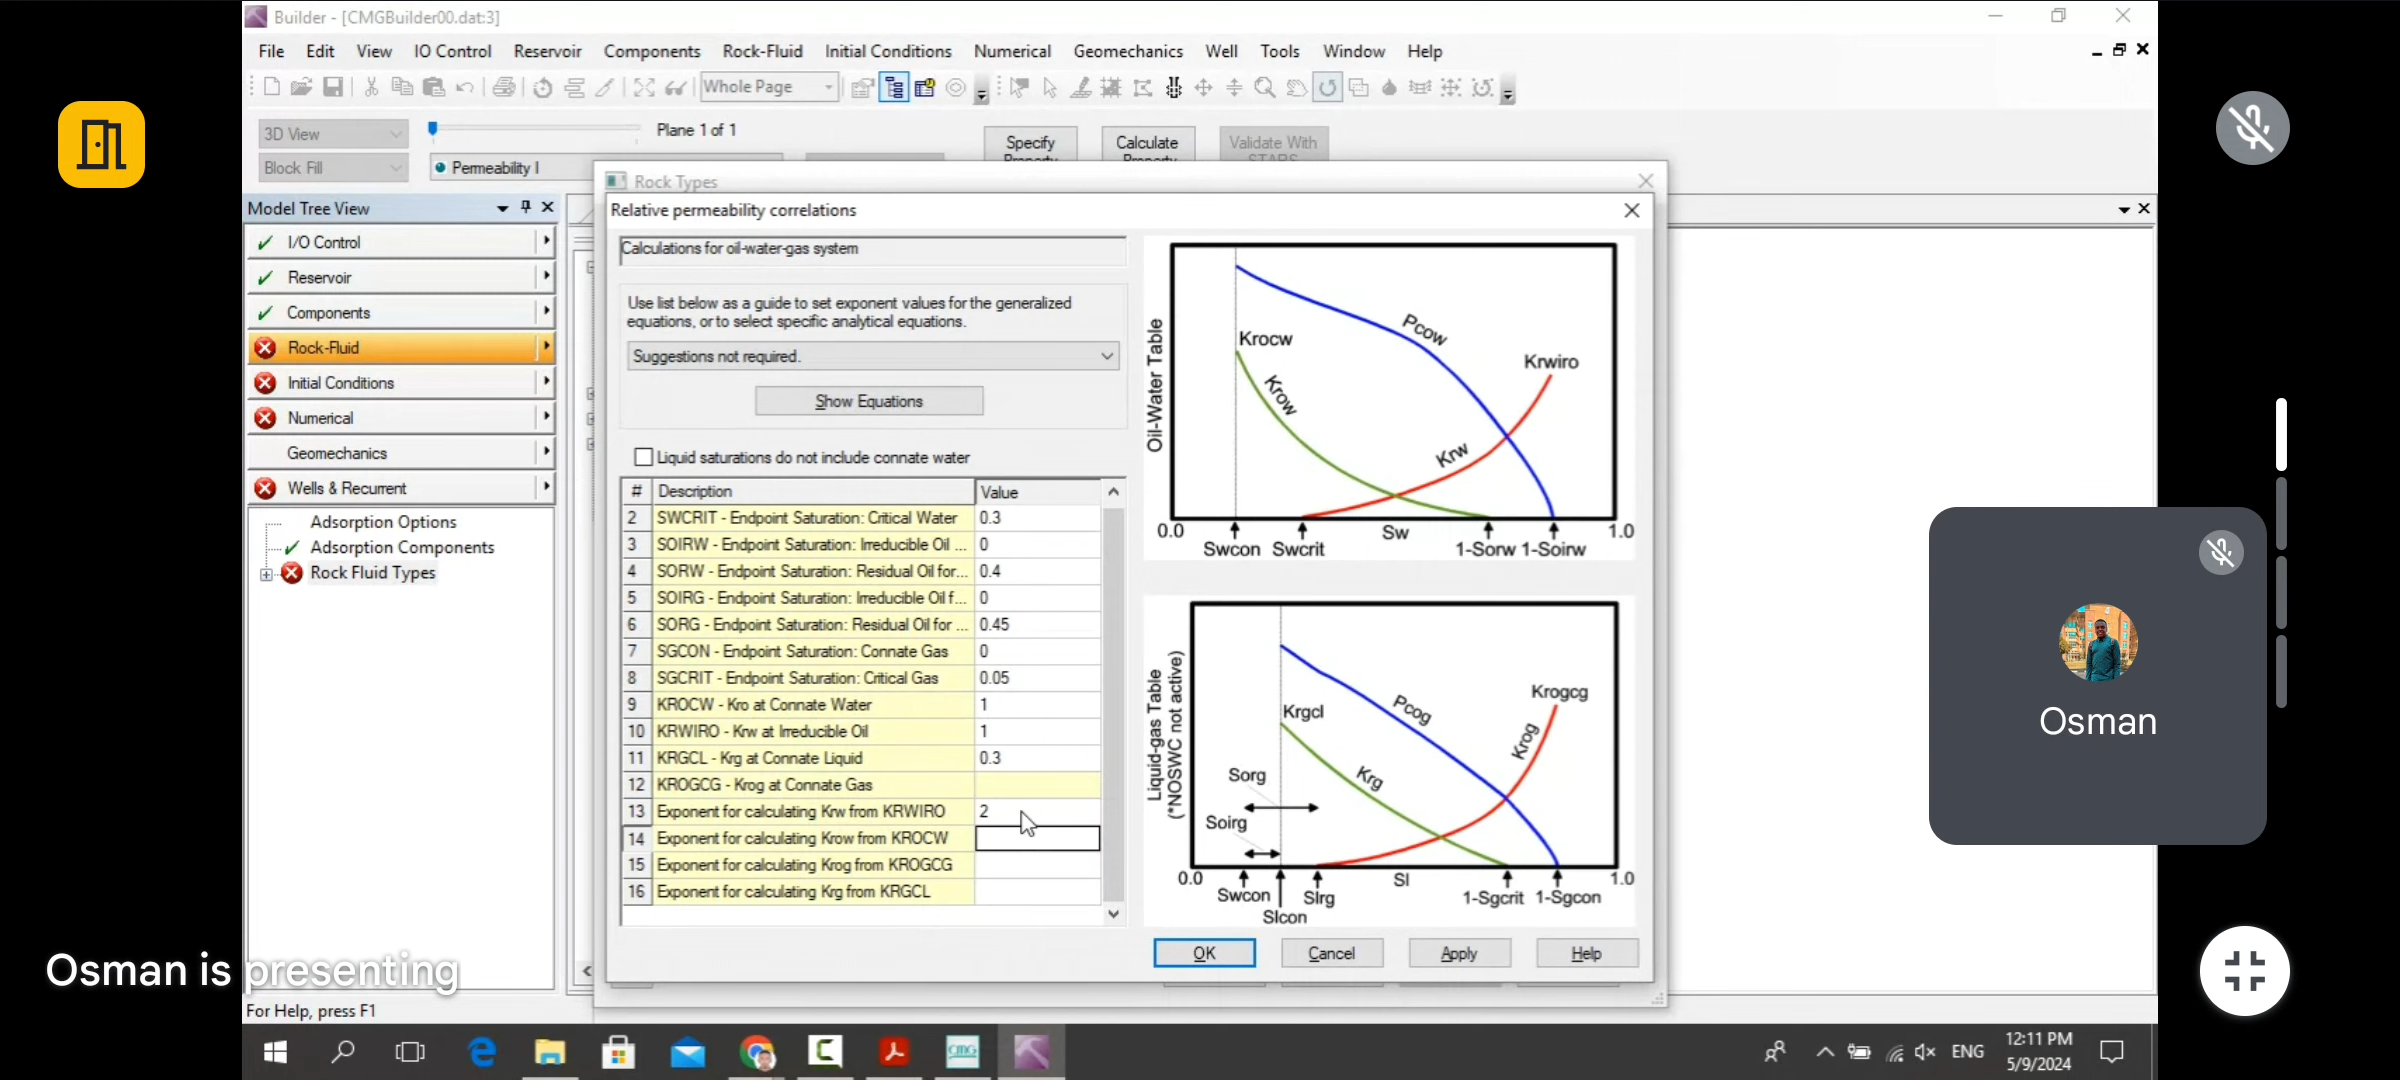 Builder - [CMGBuilder00.dat:3]
File Edit View IO Control Reservoir Components Rock-Fluid Initial Conditions Numerical Geomechanics Well Tools Window Help
Whole Page
3D View
Plane 1 of 1
Specify Property
Calculate Property
Validate With STARS
Block Fill
Permeability I
Model Tree View
I/O Control
Reservoir
Components
Rock-Fluid
Initial Conditions
Numerical
Geomechanics
Wells & Recurrent
Adsorption Options
Adsorption Components
Rock Fluid Types
Rock Types
Relative permeability correlations
Calculations for oil-water-gas system
Use list below as a guide to set exponent values for the generalized
equations, or to select specific analytical equations.
Suggestions not required.
Show Equations
Liquid saturations do not include connate water
# Description Value
2 SWCRIT - Endpoint Saturation: Critical Water 0.3
3 SOIRW - Endpoint Saturation: Irreducible Oil ... 0
4 SORW - Endpoint Saturation: Residual Oil for... 0.4
5 SOIRG - Endpoint Saturation: Irreducible Oil f... 0
6 SORG - Endpoint Saturation: Residual Oil for ... 0.45
7 SGCON - Endpoint Saturation: Connate Gas 0
8 SGCRIT - Endpoint Saturation: Critical Gas 0.05
9 KROCW - Kro at Connate Water 1
10 KRWIRO - Krw at Irreducible Oil 1
11 KRGCL - Krg at Connate Liquid 0.3
12 KROGCG - Krog at Connate Gas
13 Exponent for calculating Krw from KRWIRO 2
14 Exponent for calculating Krow from KROCW
15 Exponent for calculating Krog from KROGCG
16 Exponent for calculating Krg from KRGCL
Oil-Water Table
Krocw
Pcow
Krwiro
Krow
Krw
0.0 Sw 1.0
Swcon Swcrit 1-Sorw 1-Soirw
Liquid-gas Table
(*NOSWC not active)
Krgcl
Pcog
Krogcg
Krog
Sorg
Krg
Soirg
0.0 Sl 1.0
Swcon Slrg 1-Sgcrit 1-Sgcon
Slcon
OK Cancel Apply Help
Osman
Osman is presenting
For Help, press F1
CMG
ENG
12:11 PM
5/9/2024